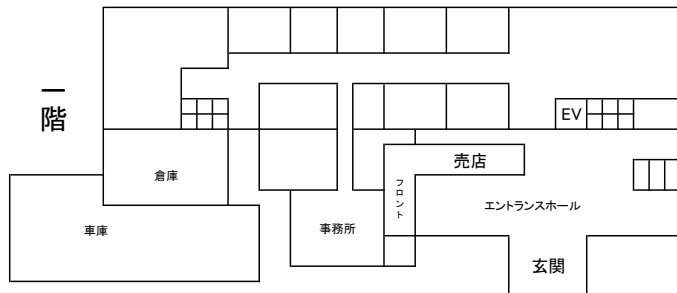 一階
EV
売店
倉庫
フロント
エントランスホール
車庫
事務所
玄関